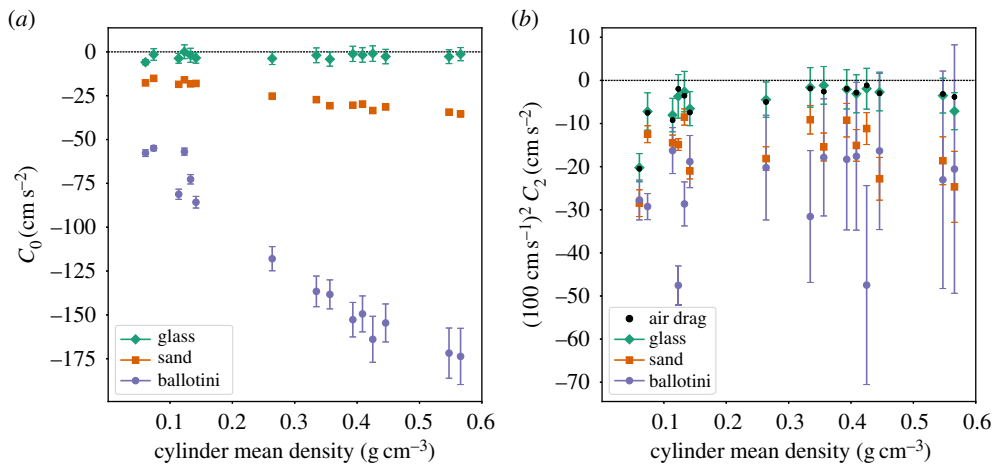 (a)
0
−25
−50
−75
−100
−125
−150
−175
C0 (cm s−2)
glass
sand
ballotini
0.1 0.2 0.3 0.4 0.5 0.6
cylinder mean density (g cm−3)
(b)
10
0
−10
−20
−30
−40
−50
−60
−70
(100 cm s−1)2 C2 (cm s−2)
air drag
glass
sand
ballotini
0.1 0.2 0.3 0.4 0.5 0.6
cylinder mean density (g cm−3)